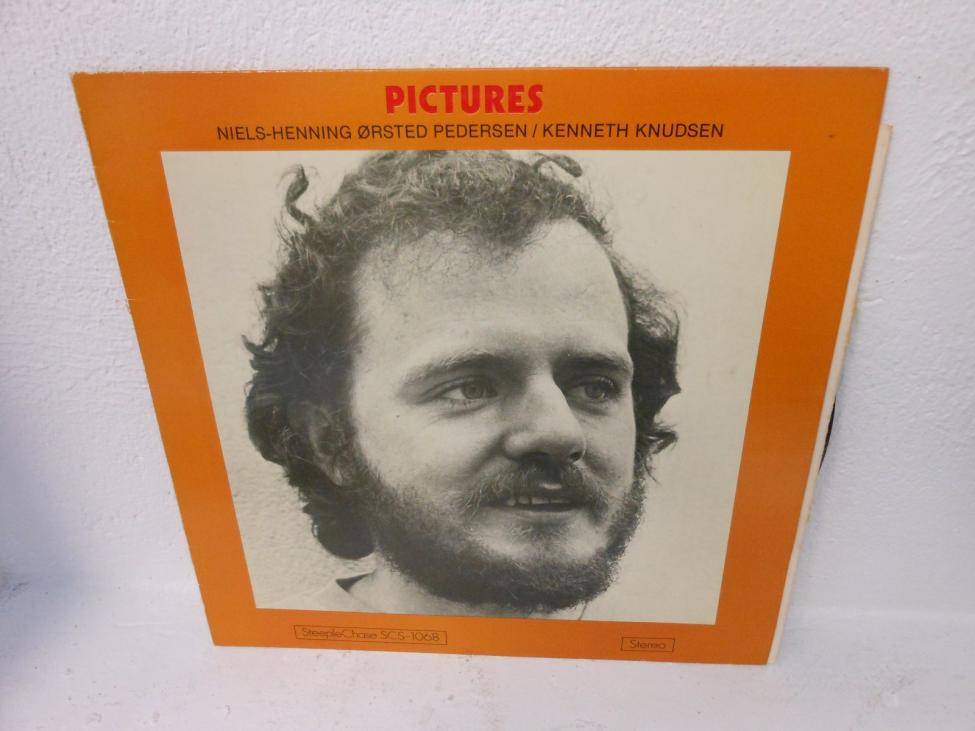 PICTURES
NIELS-HENNING ØRSTED PEDERSEN / KENNETH KNUDSEN
SteepleChase SCS-1068
Stereo